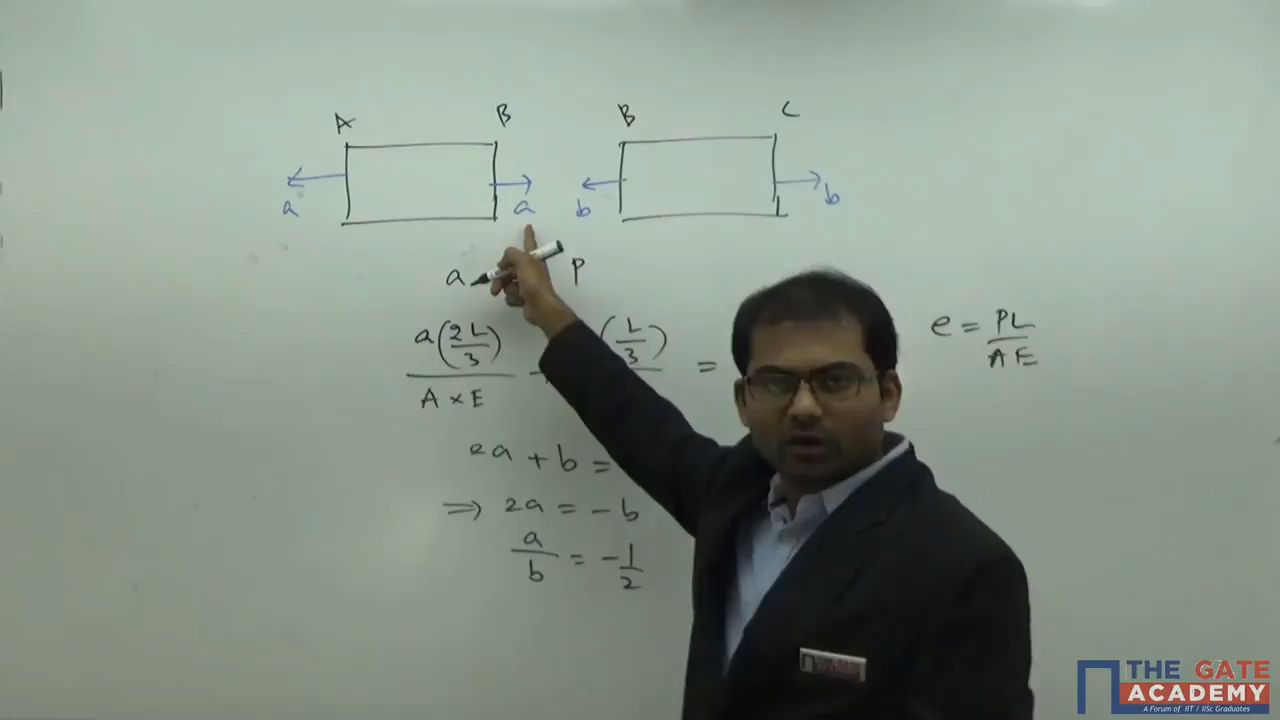 A B B C
a a b b
a P
a(2L/3)/(A × E) (L/3) =
e = PL/AE
2a + b =
⇒ 2a = -b
a/b = -1/2
THE GATE
ACADEMY
A Forum of IIT / IISc Graduates